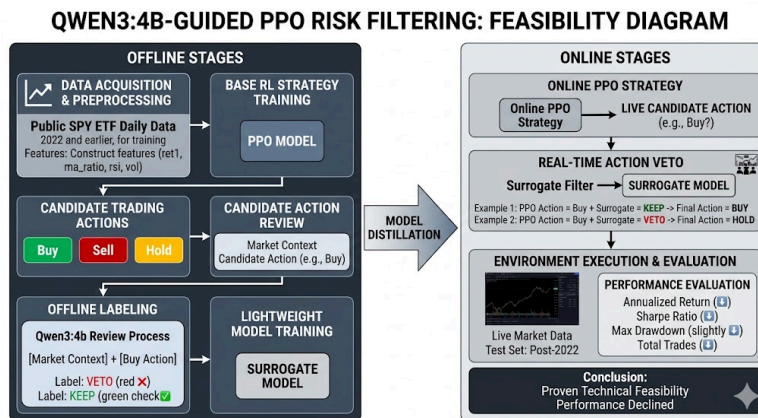 QWEN3:4B-GUIDED PPO RISK FILTERING: FEASIBILITY DIAGRAM
OFFLINE STAGES
DATA ACQUISITION
& PREPROCESSING
Public SPY ETF Daily Data
2022 and earlier, for training
Features: Construct features (ret1,
ma_ratio, rsi, vol)
BASE RL STRATEGY
TRAINING
PPO MODEL
CANDIDATE TRADING
ACTIONS
Buy
Sell
Hold
CANDIDATE ACTION
REVIEW
Market Context
Candidate Action (e.g., Buy)
OFFLINE LABELING
Qwen3:4b Review Process
[Market Context] + [Buy Action]
Label: VETO (red ❌)
Label: KEEP (green check✅
LIGHTWEIGHT
MODEL TRAINING
SURROGATE
MODEL
MODEL
DISTILLATION
ONLINE STAGES
ONLINE PPO STRATEGY
Online PPO
Strategy
LIVE CANDIDATE ACTION
(e.g., Buy?)
REAL-TIME ACTION VETO
Surrogate Filter
SURROGATE MODEL
Example 1: PPO Action = Buy + Surrogate = KEEP -> Final Action = BUY
Example 2: PPO Action = Buy + Surrogate = VETO -> Final Action = HOLD
ENVIRONMENT EXECUTION & EVALUATION
Live Market Data
Test Set: Post-2022
PERFORMANCE EVALUATION
Annualized Return (⬇️)
Sharpe Ratio (⬇️)
Max Drawdown (slightly ⬇️)
Total Trades (⬇️)
Conclusion:
Proven Technical Feasibility
Performance Declined